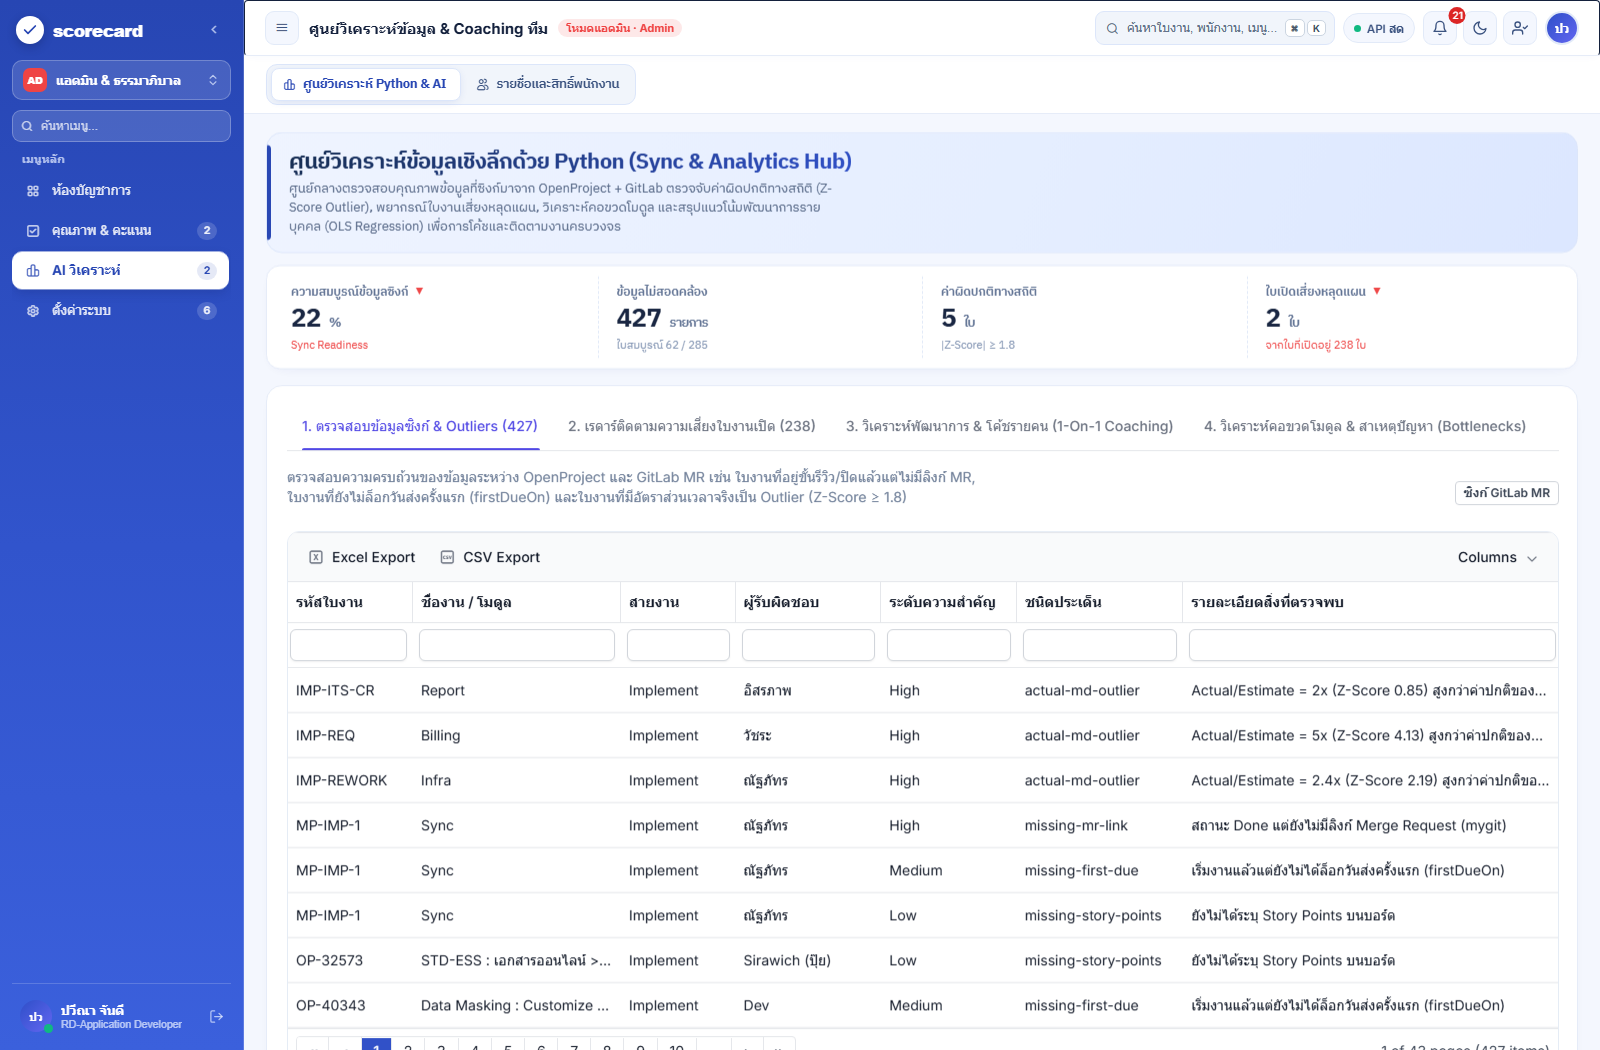 scorecard
AD แอดมิน & ธรรมาภิบาล
ค้นหาเมนู...
เมนูหลัก
ห้องบัญชาการ
คุณภาพ & คะแนน 2
AI วิเคราะห์ 2
ตั้งค่าระบบ 6
ปว ปวีณา จันดี
RD-Application Developer
ศูนย์วิเคราะห์ข้อมูล & Coaching ทีม โหมดแอดมิน · Admin
ค้นหาใบงาน, พนักงาน, เมนู... ⌘ K API สด 21 ปว
ศูนย์วิเคราะห์ Python & AI รายชื่อและสิทธิ์พนักงาน
ศูนย์วิเคราะห์ข้อมูลเชิงลึกด้วย Python (Sync & Analytics Hub)
ศูนย์กลางตรวจสอบคุณภาพข้อมูลที่ซิงก์มาจาก OpenProject + GitLab ตรวจจับค่าผิดปกติทางสถิติ (Z-
Score Outlier), พยากรณ์ใบงานเสี่ยงหลุดแผน, วิเคราะห์คอขวดโมดูล และสรุปแนวโน้มพัฒนาการราย
บุคคล (OLS Regression) เพื่อการโค้ชและติดตามงานครบวงจร
ความสมบูรณ์ข้อมูลซิงก์ ▼
22 %
Sync Readiness
ข้อมูลไม่สอดคล้อง
427 รายการ
ใบสมบูรณ์ 62 / 285
ค่าผิดปกติทางสถิติ
5 ใบ
|Z-Score| ≥ 1.8
ใบเปิดเสี่ยงหลุดแผน ▼
2 ใบ
จากใบที่เปิดอยู่ 238 ใบ
1. ตรวจสอบข้อมูลซิงก์ & Outliers (427) 2. เรดาร์ติดตามความเสี่ยงใบงานเปิด (238) 3. วิเคราะห์พัฒนาการ & โค้ชรายคน (1-On-1 Coaching) 4. วิเคราะห์คอขวดโมดูล & สาเหตุปัญหา (Bottlenecks)
ตรวจสอบความครบถ้วนของข้อมูลระหว่าง OpenProject และ GitLab MR เช่น ใบงานที่อยู่ขั้นรีวิว/ปิดแล้วแต่ไม่มีลิงก์ MR,
ใบงานที่ยังไม่ล็อกวันส่งครั้งแรก (firstDueOn) และใบงานที่มีอัตราส่วนเวลาจริงเป็น Outlier (Z-Score ≥ 1.8)
ซิงก์ GitLab MR
Excel Export CSV Export Columns
รหัสใบงาน ชื่องาน / โมดูล สายงาน ผู้รับผิดชอบ ระดับความสำคัญ ชนิดประเด็น รายละเอียดสิ่งที่ตรวจพบ
IMP-ITS-CR Report Implement อิสรภาพ High actual-md-outlier Actual/Estimate = 2x (Z-Score 0.85) สูงกว่าค่าปกติของ...
IMP-REQ Billing Implement วัชระ High actual-md-outlier Actual/Estimate = 5x (Z-Score 4.13) สูงกว่าค่าปกติของ...
IMP-REWORK Infra Implement ณัฐภัทร High actual-md-outlier Actual/Estimate = 2.4x (Z-Score 2.19) สูงกว่าค่าปกติขอ...
MP-IMP-1 Sync Implement ณัฐภัทร High missing-mr-link สถานะ Done แต่ยังไม่มีลิงก์ Merge Request (mygit)
MP-IMP-1 Sync Implement ณัฐภัทร Medium missing-first-due เริ่มงานแล้วแต่ยังไม่ได้ล็อกวันส่งครั้งแรก (firstDueOn)
MP-IMP-1 Sync Implement ณัฐภัทร Low missing-story-points ยังไม่ได้ระบุ Story Points บนบอร์ด
OP-32573 STD-ESS : เอกสารออนไลน์ >... Implement Sirawich (ปุ้ย) Low missing-story-points ยังไม่ได้ระบุ Story Points บนบอร์ด
OP-40343 Data Masking : Customize ... Implement Dev Medium missing-first-due เริ่มงานแล้วแต่ยังไม่ได้ล็อกวันส่งครั้งแรก (firstDueOn)
1 2 3 4 5 6 7 8 9 10 1 of 43 pages (427 items)